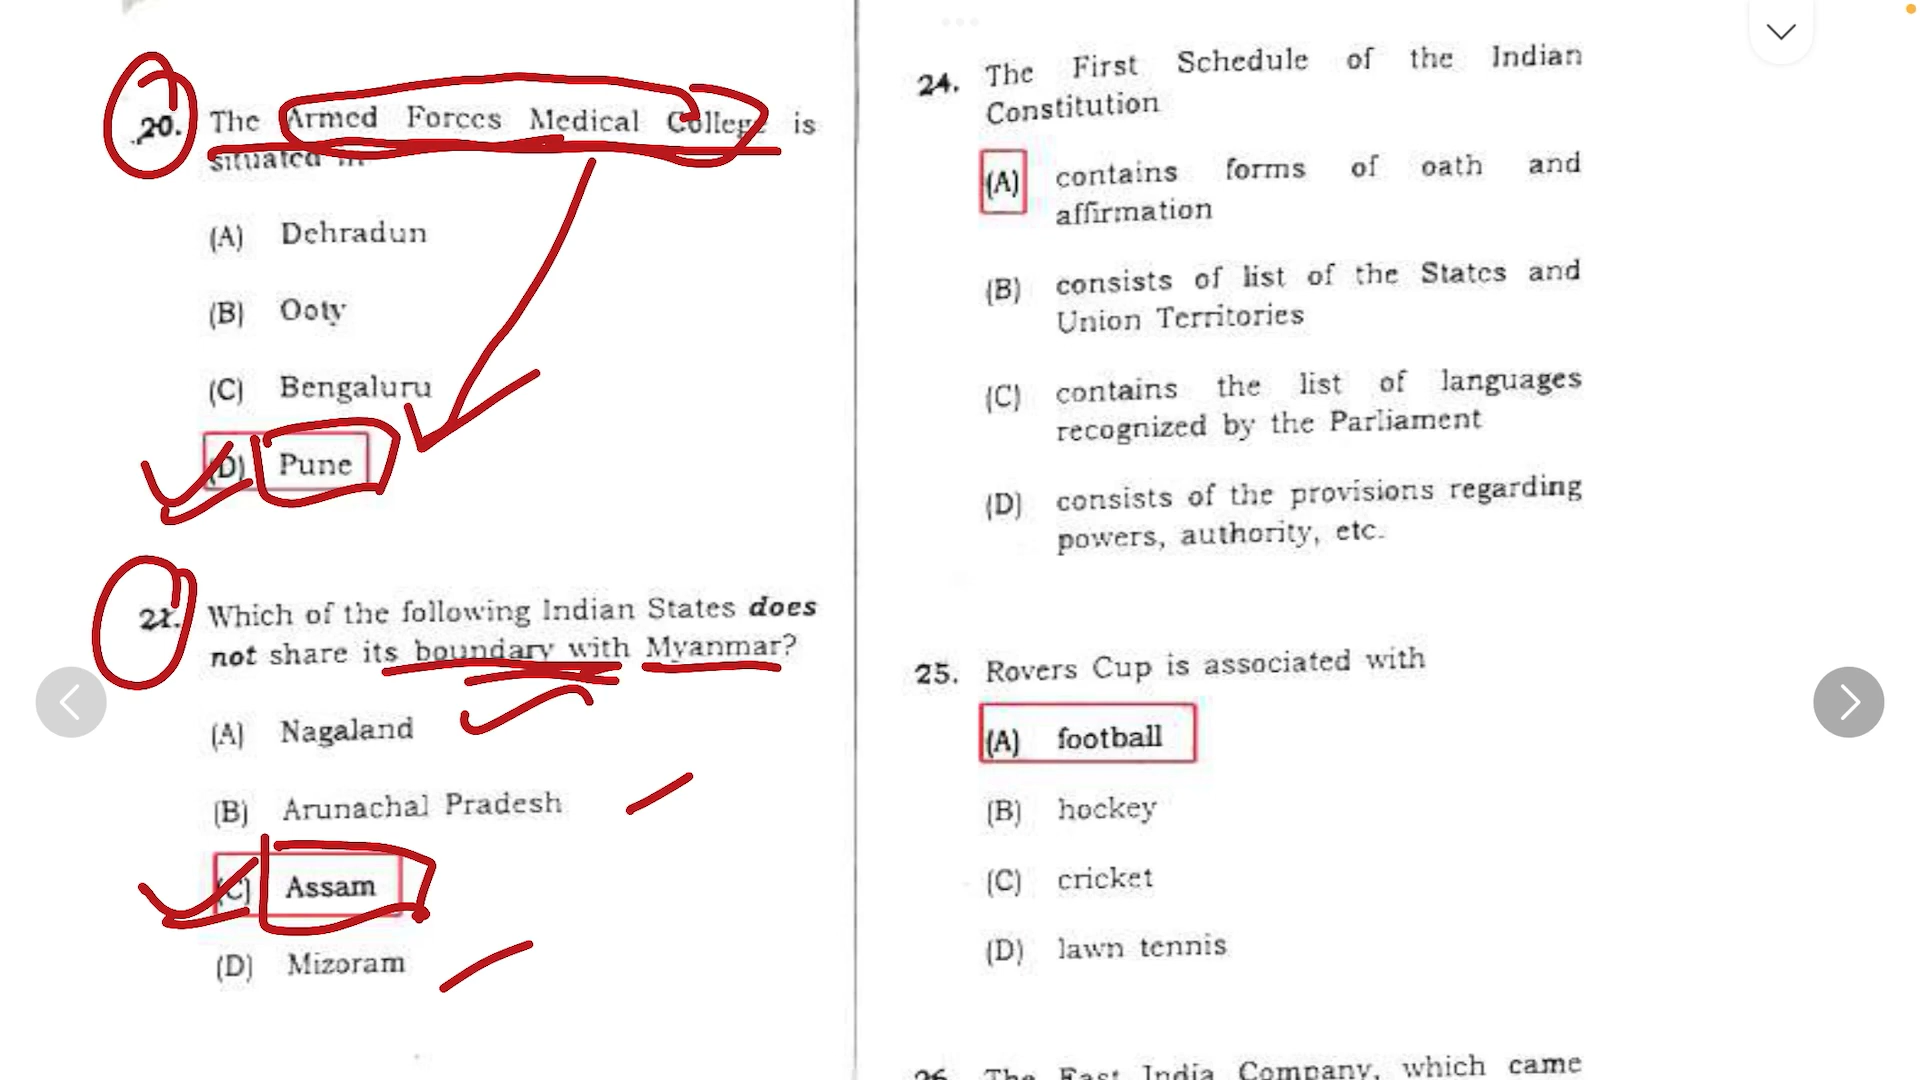 20. The Armed Forces Medical College is
situated in
(A) Dehradun
(B) Ooty
(C) Bengaluru
(D) Pune
21. Which of the following Indian States does
not share its boundary with Myanmar?
(A) Nagaland
(B) Arunachal Pradesh
(C) Assam
(D) Mizoram
24. The First Schedule of the Indian
Constitution
(A) contains forms of oath and
affirmation
(B) consists of list of the States and
Union Territories
(C) contains the list of languages
recognized by the Parliament
(D) consists of the provisions regarding
powers, authority, etc.
25. Rovers Cup is associated with
(A) football
(B) hockey
(C) cricket
(D) lawn tennis
26. The East India Company, which came